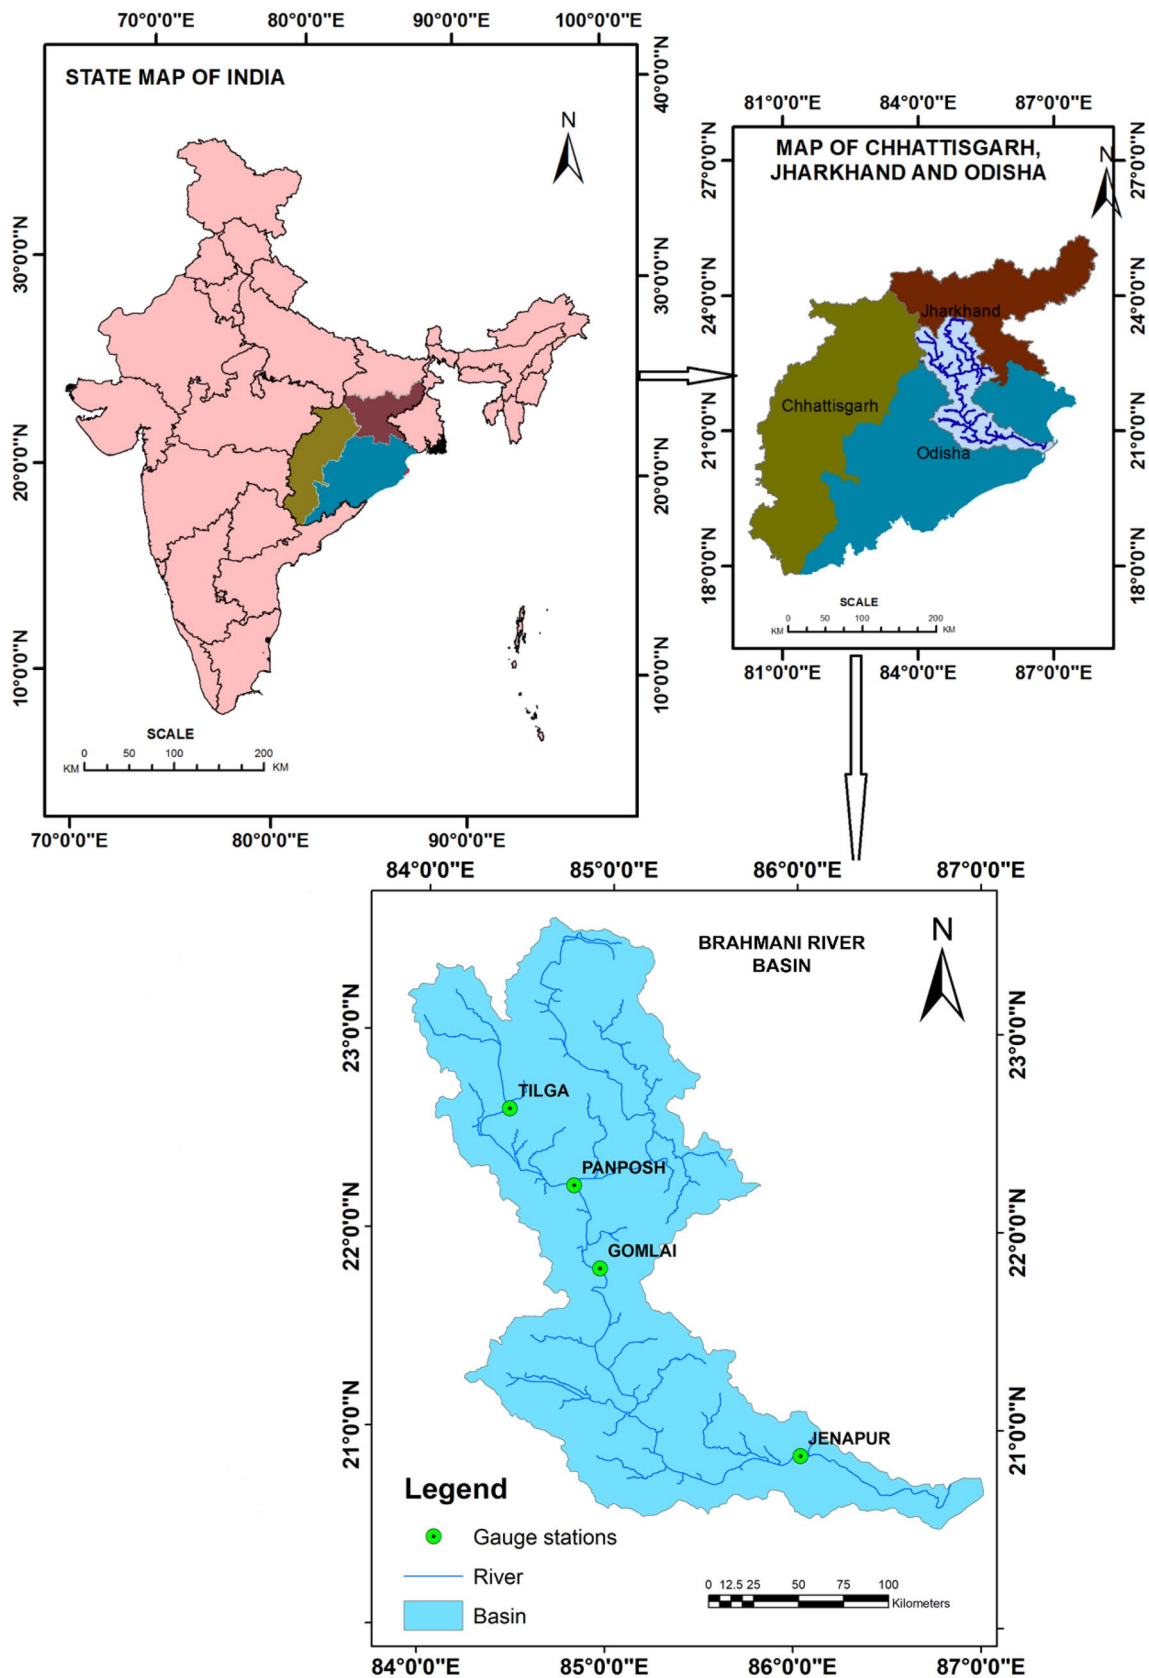 70°0'0"E 80°0'0"E 90°0'0"E 100°0'0"E
STATE MAP OF INDIA
N
40°0'0"N
30°0'0"N
30°0'0"N
20°0'0"N
20°0'0"N
10°0'0"N
10°0'0"N
SCALE
0 50 100 200
KM KM
70°0'0"E 80°0'0"E 90°0'0"E
81°0'0"E 84°0'0"E 87°0'0"E
MAP OF CHHATTISGARH,
JHARKHAND AND ODISHA
N
27°0'0"N
27°0'0"N
24°0'0"N
24°0'0"N
Jharkhand
Chhattisgarh
21°0'0"N
21°0'0"N
Odisha
18°0'0"N
18°0'0"N
SCALE
0 50 100 200
KM KM
81°0'0"E 84°0'0"E 87°0'0"E
84°0'0"E 85°0'0"E 86°0'0"E 87°0'0"E
BRAHMANI RIVER
BASIN
N
23°0'0"N
23°0'0"N
TILGA
PANPOSH
22°0'0"N
22°0'0"N
GOMLAI
21°0'0"N
21°0'0"N
JENAPUR
Legend
Gauge stations
River
Basin
0 12.5 25 50 75 100
Kilometers
84°0'0"E 85°0'0"E 86°0'0"E 87°0'0"E